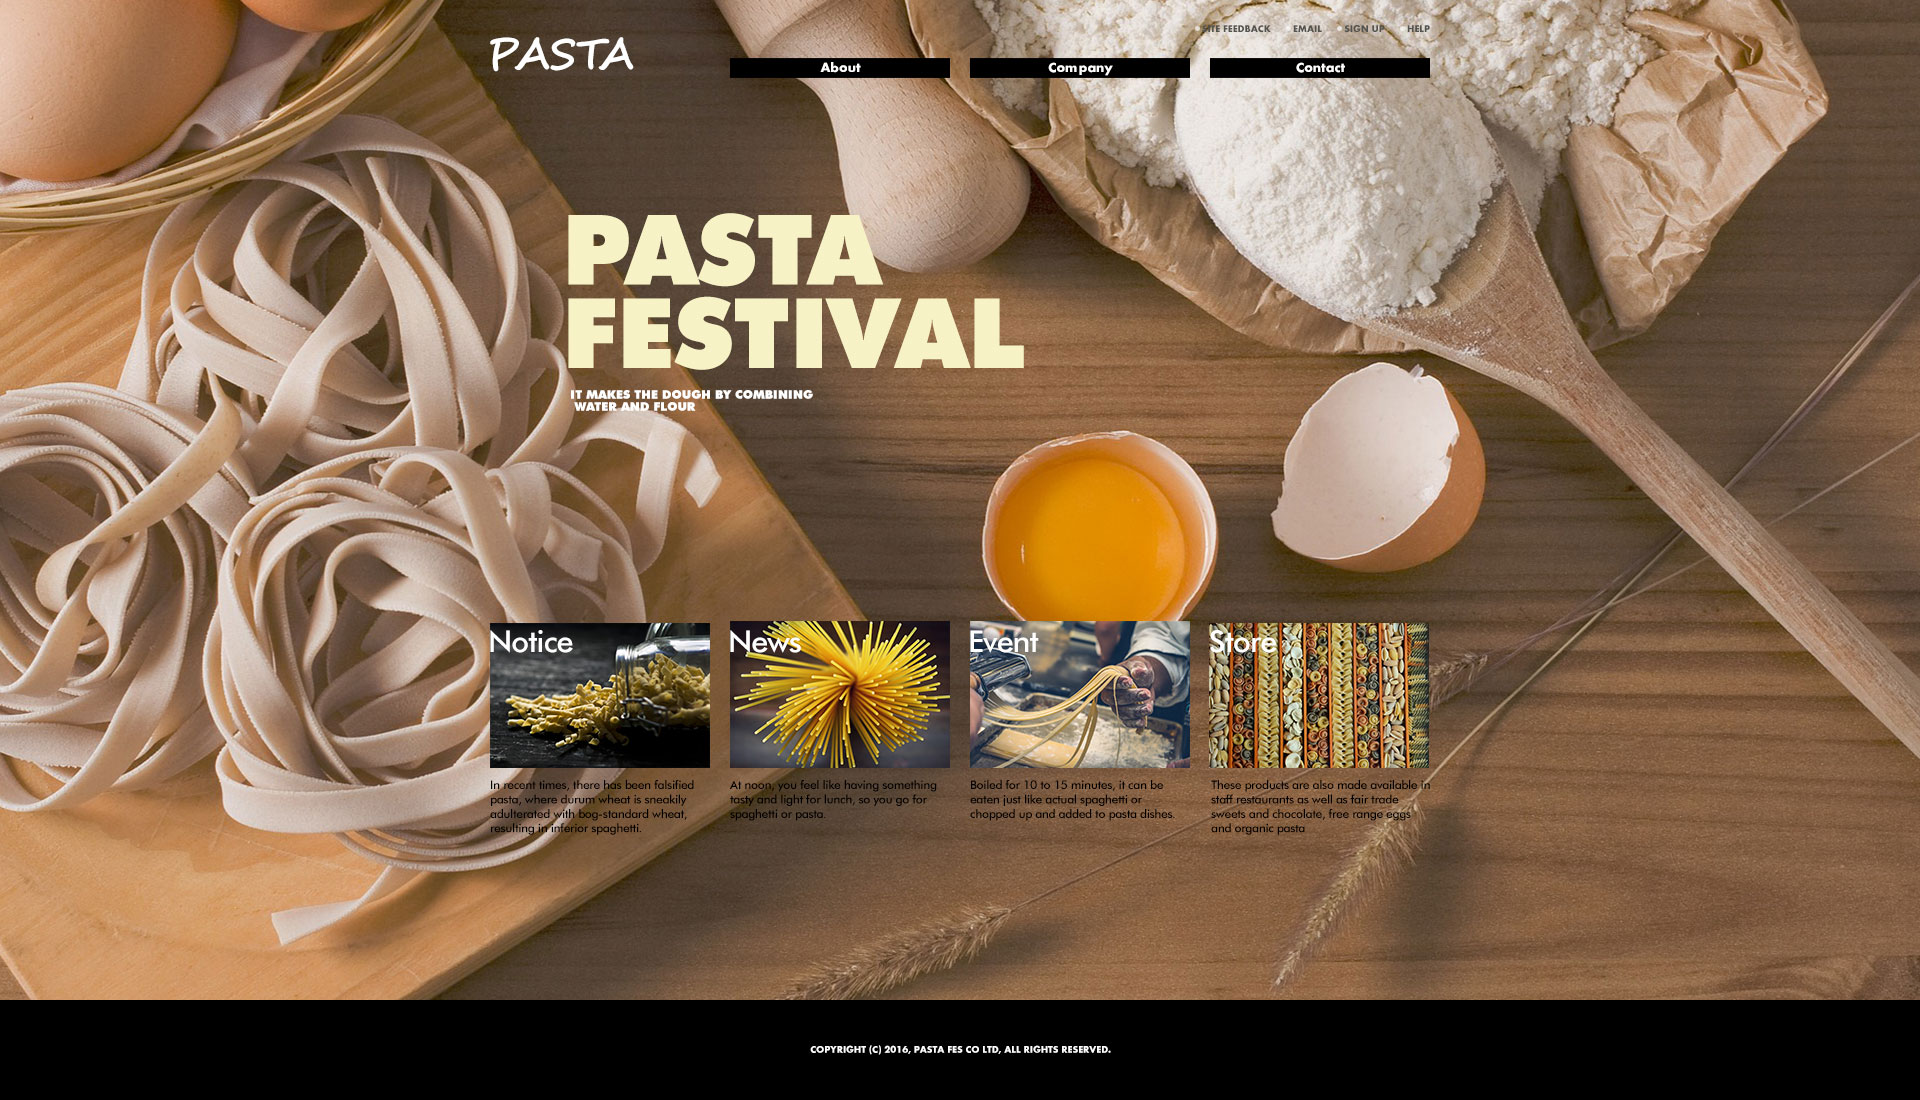 SITE FEEDBACK EMAIL SIGN UP HELP
PASTA
About Company Contact
PASTA
FESTIVAL
IT MAKES THE DOUGH BY COMBINING
WATER AND FLOUR
Notice
In recent times, there has been falsified
pasta, where durum wheat is sneakily
adulterated with bog-standard wheat,
resulting in inferior spaghetti.
News
At noon, you feel like having something
tasty and light for lunch, so you go for
spaghetti or pasta.
Event
Boiled for 10 to 15 minutes, it can be
eaten just like actual spaghetti or
chopped up and added to pasta dishes.
Store
These products are also made available in
staff restaurants as well as fair trade
sweets and chocolate, free range eggs
and organic pasta
COPYRIGHT (C) 2016, PASTA FES CO LTD, ALL RIGHTS RESERVED.